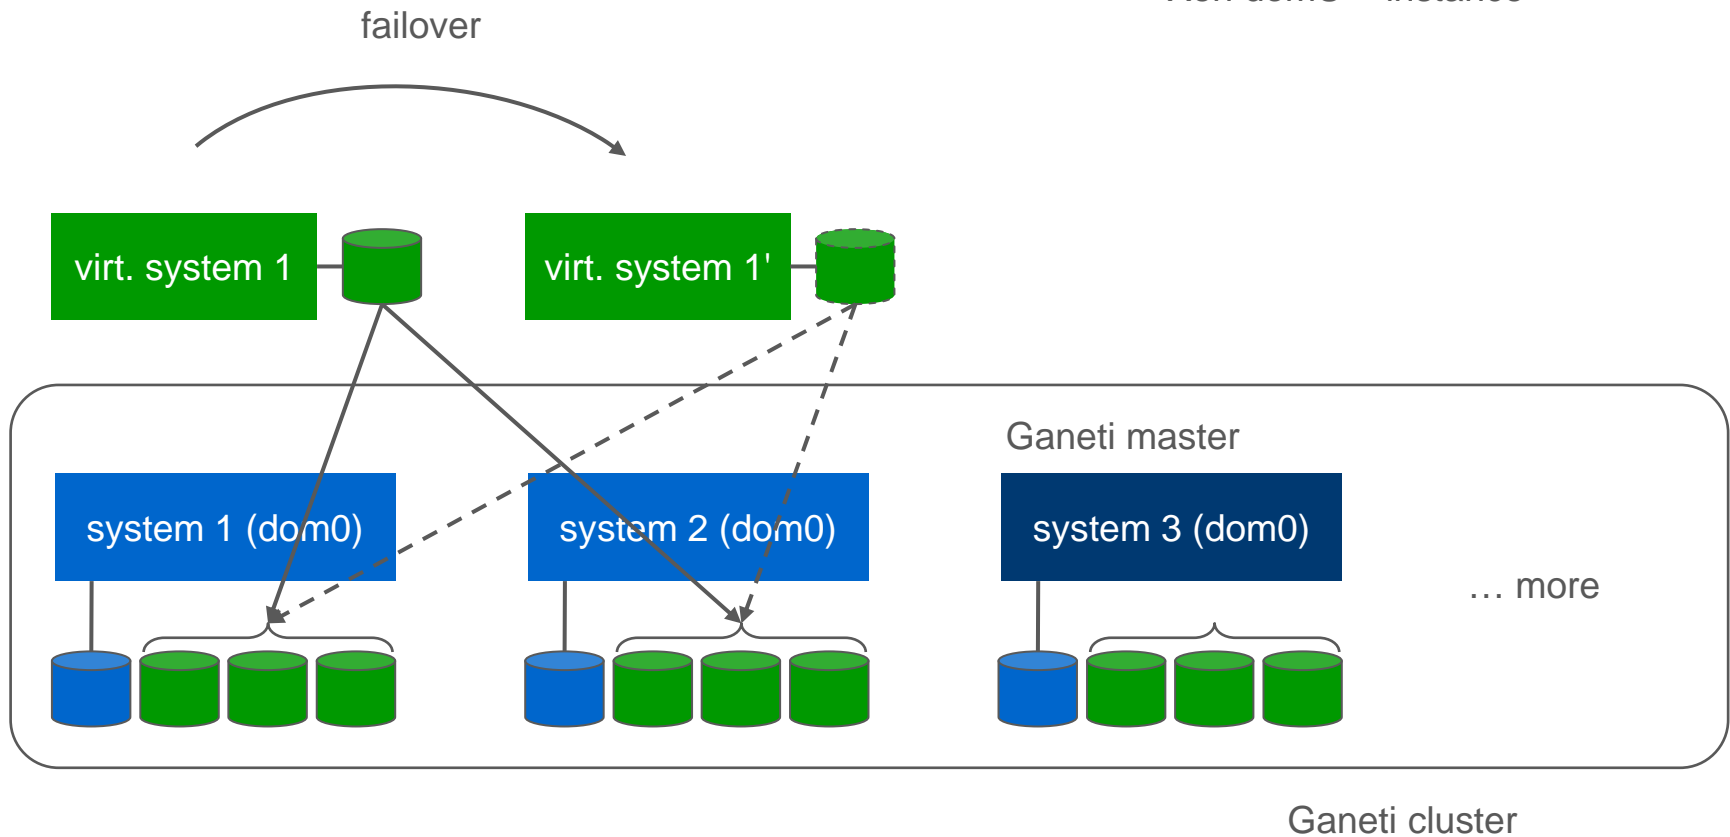 failover
virt. system 1
virt. system 1'
Ganeti master
system 1 (dom0)
system 2 (dom0)
system 3 (dom0)
… more
Ganeti cluster